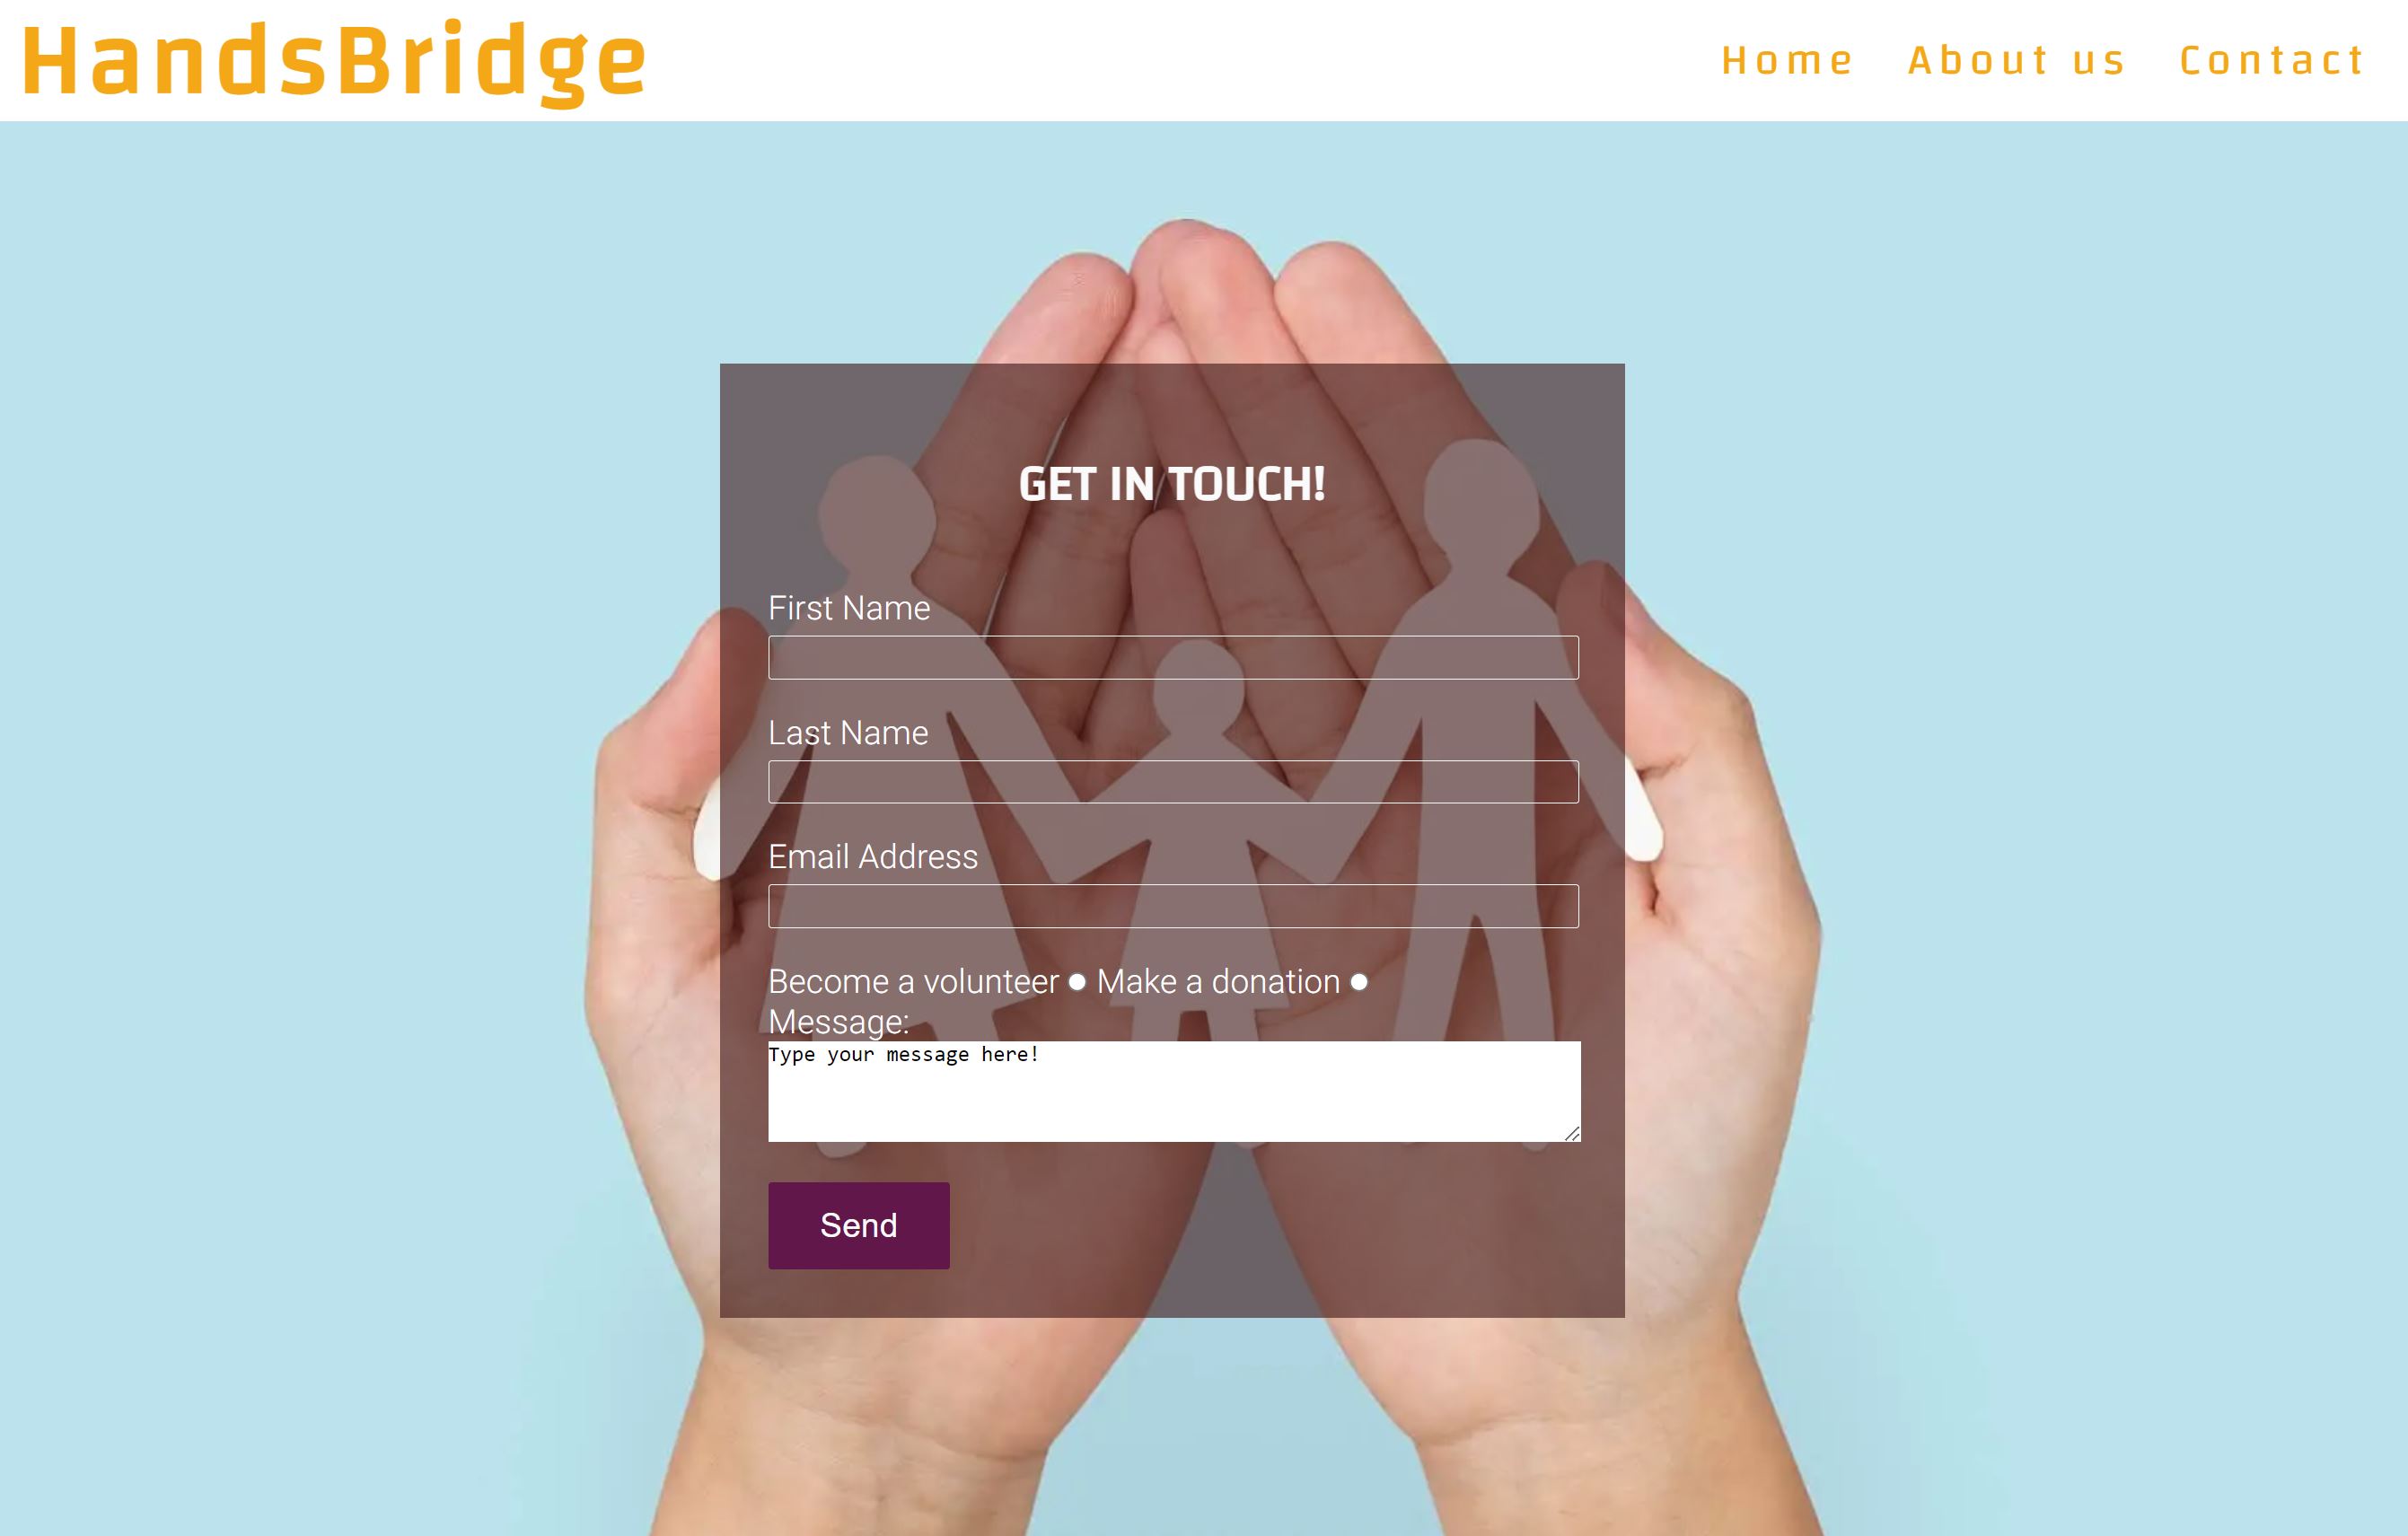 HandsBridge
Home About us Contact
GET IN TOUCH!
First Name
Last Name
Email Address
Become a volunteer Make a donation
Message:
Type your message here!
Send